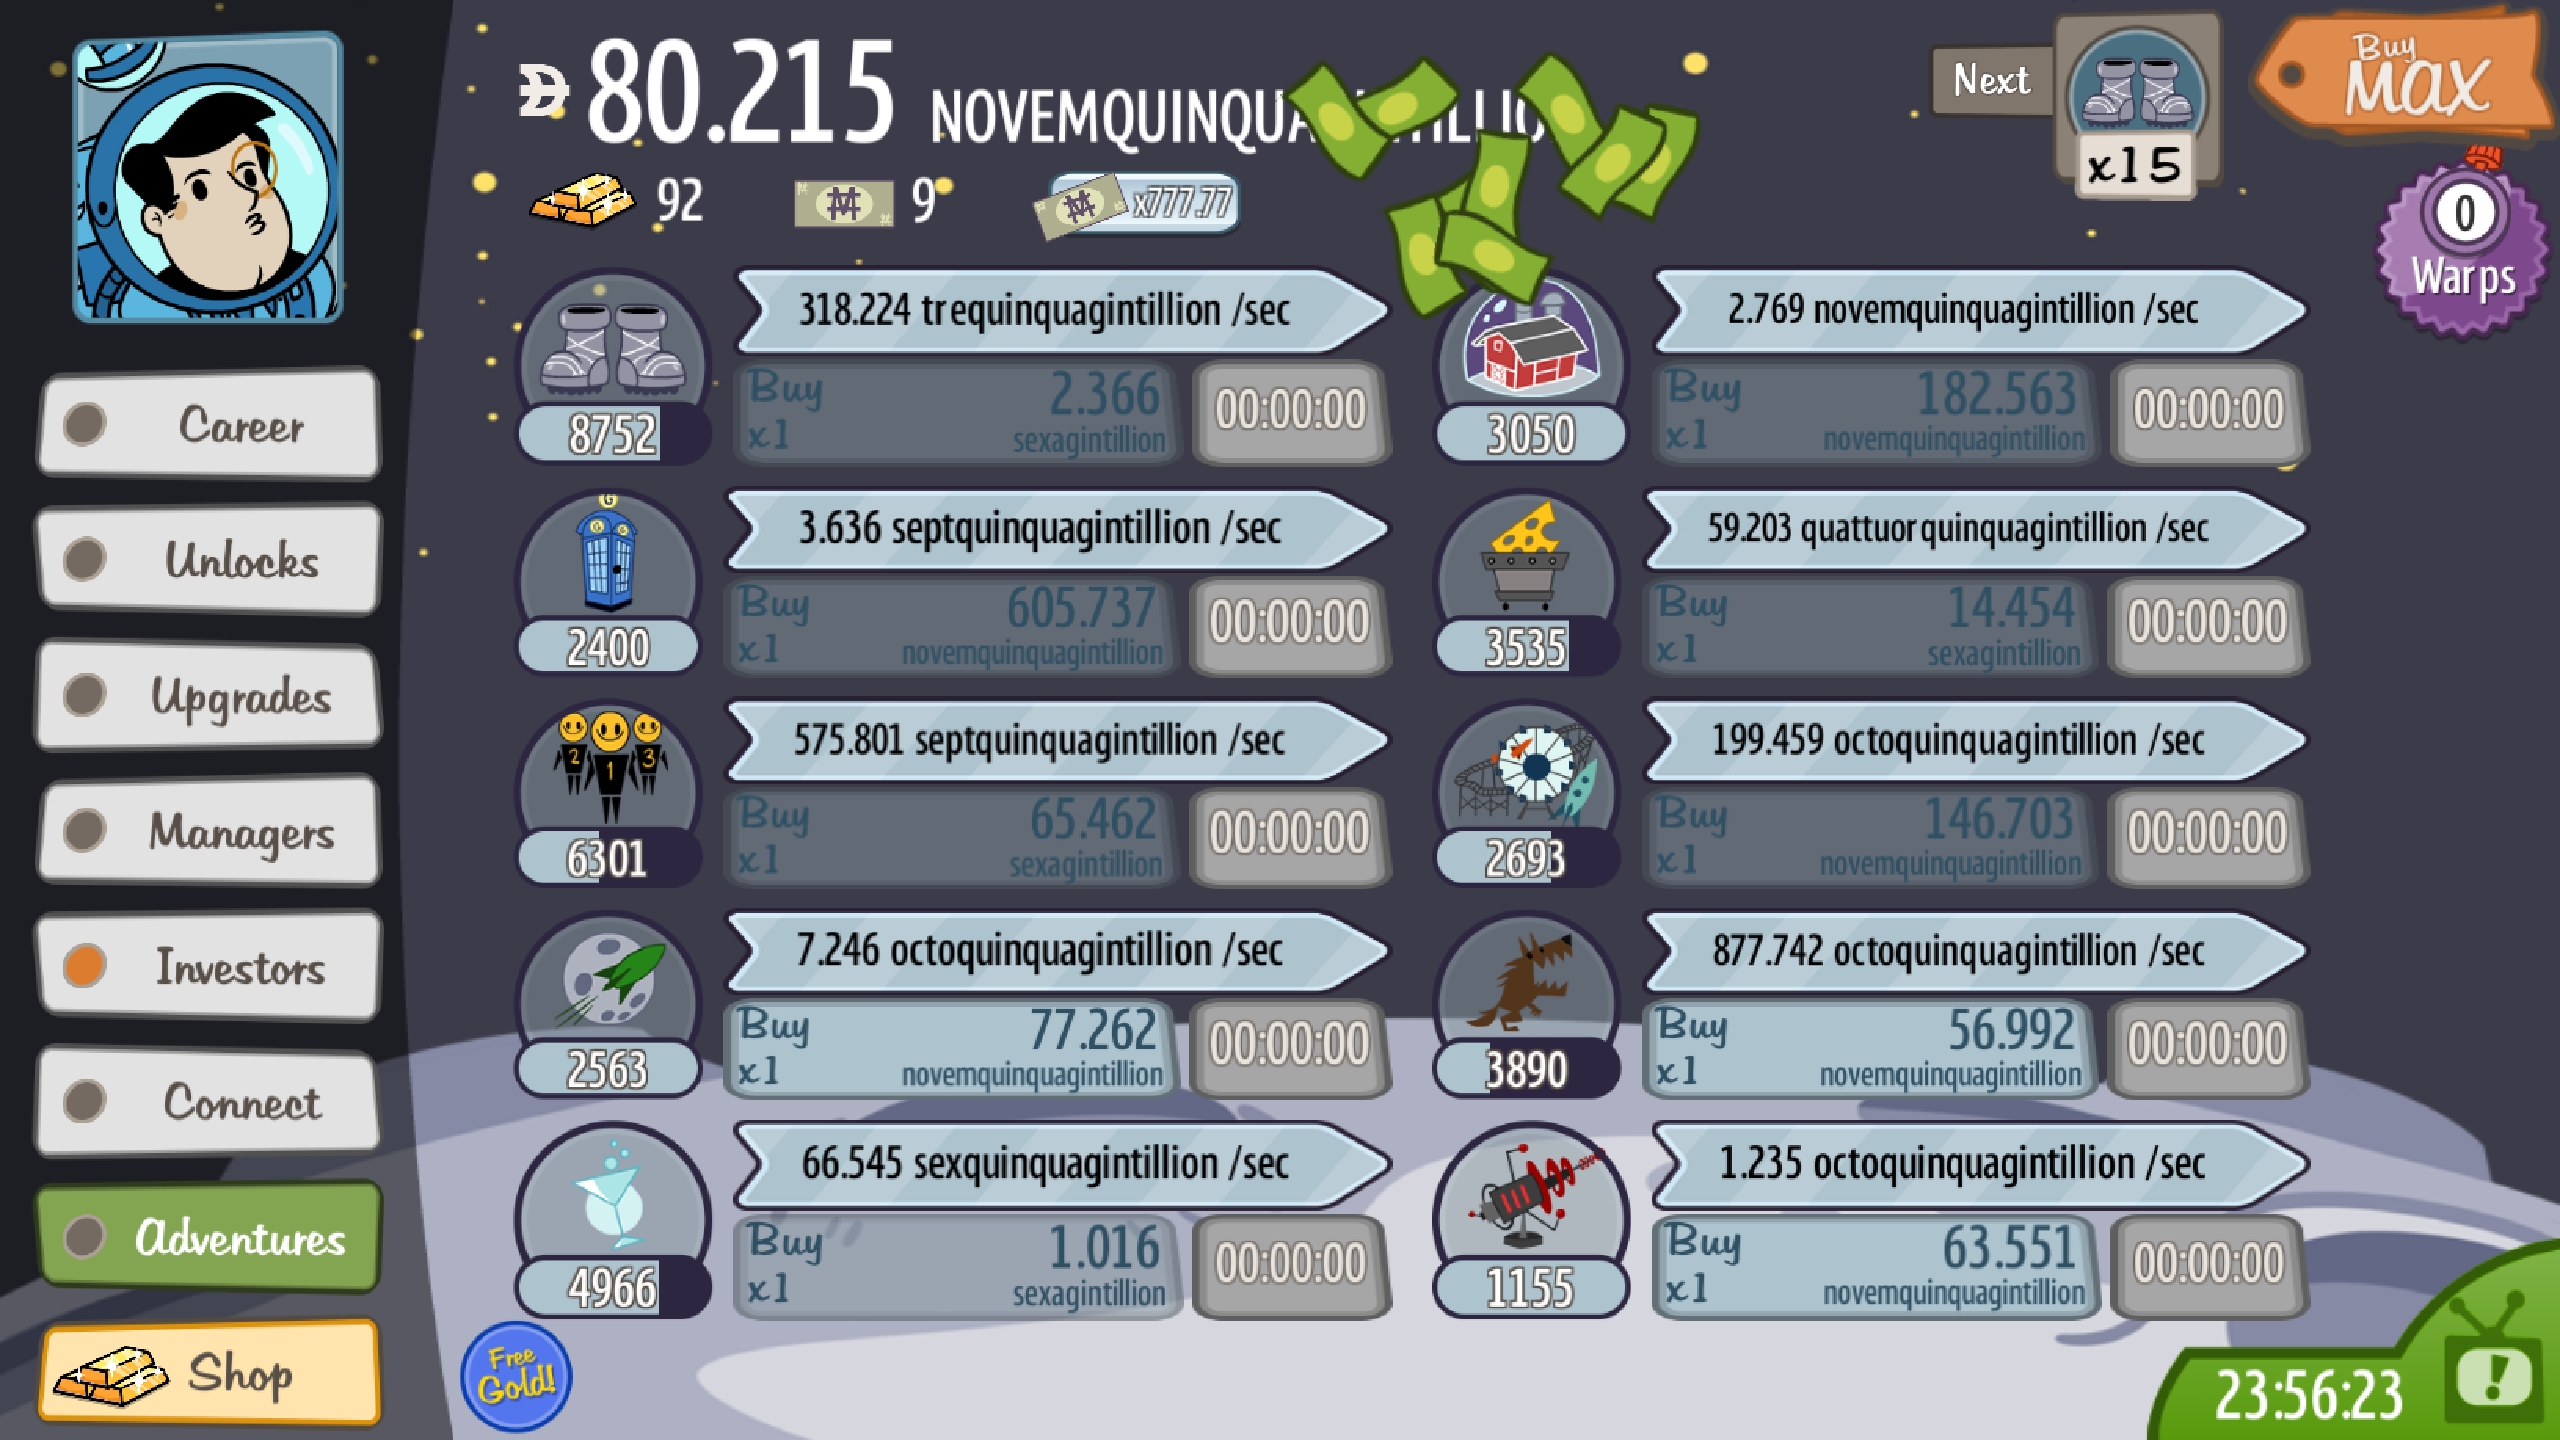 80.215 NOVEMQUINQUAGINTILLION
92
9
x777.77
Next
x15
Buy
MAX
0
Warps
Career
Unlocks
Upgrades
Managers
Investors
Connect
Adventures
Shop
318.224 trequinquagintillion /sec
8752
Buy
x1
2.366
sexagintillion
00:00:00
2.769 novemquinquagintillion /sec
3050
Buy
x1
182.563
novemquinquagintillion
00:00:00
3.636 septquinquagintillion /sec
2400
Buy
x1
605.737
novemquinquagintillion
00:00:00
59.203 quattuorquinquagintillion /sec
3535
Buy
x1
14.454
sexagintillion
00:00:00
575.801 septquinquagintillion /sec
2 1 3
6301
Buy
x1
65.462
sexagintillion
00:00:00
199.459 octoquinquagintillion /sec
2693
Buy
x1
146.703
novemquinquagintillion
00:00:00
7.246 octoquinquagintillion /sec
2563
Buy
x1
77.262
novemquinquagintillion
00:00:00
877.742 octoquinquagintillion /sec
3890
Buy
x1
56.992
novemquinquagintillion
00:00:00
66.545 sexquinquagintillion /sec
4966
Buy
x1
1.016
sexagintillion
00:00:00
1.235 octoquinquagintillion /sec
1155
Buy
x1
63.551
novemquinquagintillion
00:00:00
Free
Gold!
23:56:23
!